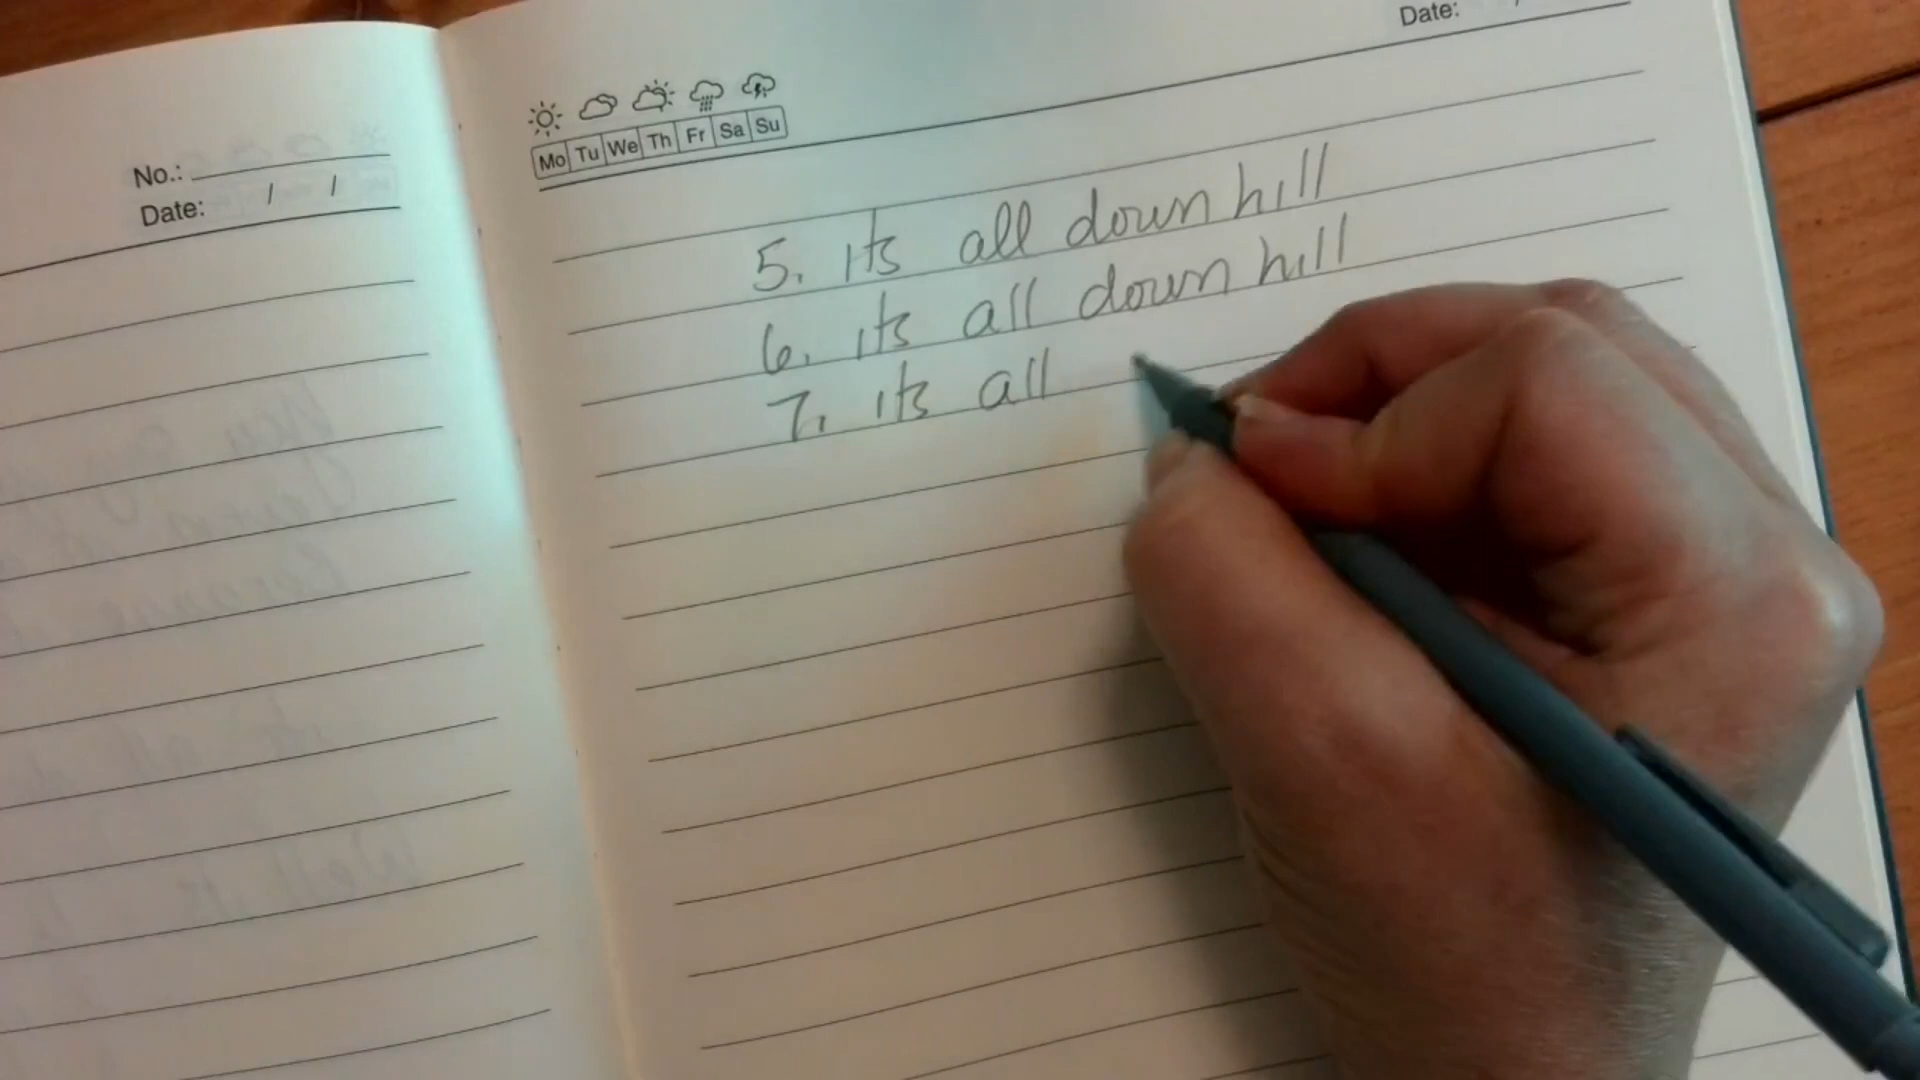 Date: /
No.:
Date: / /
Mo Tu We Th Fr Sa Su
5. its all down hill
6. its all down hill
7. its all